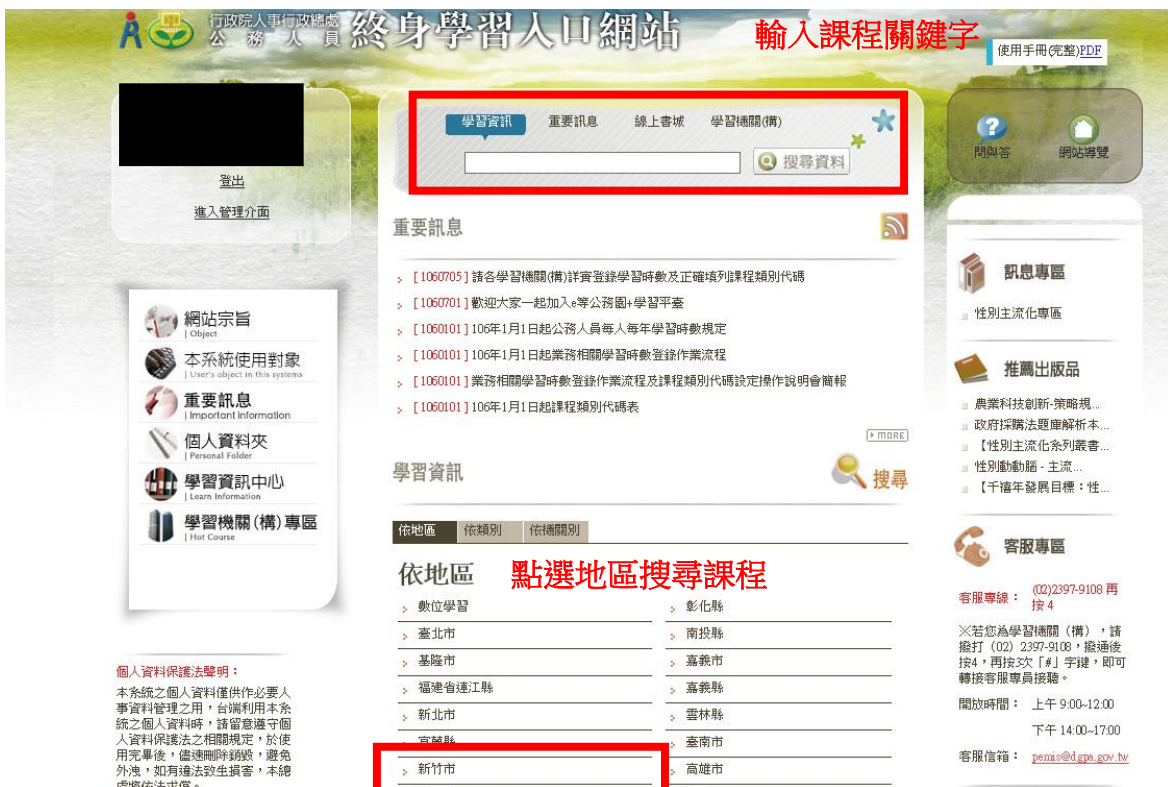 行政院人事行政總處
公務人員
終身學習入口網站
輸入課程關鍵字
使用手冊(完整)PDF
登出
進入管理介面
學習資訊 重要訊息 線上書城 學習機關(構)
搜尋資料
問與答 網站導覽
重要訊息
[1060705] 請各學習機關(構)詳實登錄學習時數及正確填列課程類別代碼
[1060701] 歡迎大家一起加入e等公務園+學習平臺
[1060101] 106年1月1日起公務人員每人每年學習時數規定
[1060101] 106年1月1日起業務相關學習時數登錄作業流程
[1060101] 業務相關學習時數登錄作業流程及課程類別代碼設定操作說明會簡報
[1060101] 106年1月1日起課程類別代碼表
MORE
網站宗旨
| Object
本系統使用對象
| User's object in this systems
重要訊息
| Important Information
個人資料夾
| Personal Folder
學習資訊中心
| Learn Information
學習機關(構)專區
| Hot Course
學習資訊
搜尋
依地區 依類別 依機關別
依地區
點選地區搜尋課程
數位學習
彰化縣
臺北市
南投縣
基隆市
嘉義市
福建省連江縣
嘉義縣
新北市
雲林縣
宜蘭縣
臺南市
新竹市
高雄市
訊息專區
性別主流化專區
推薦出版品
農業科技創新-策略規...
政府採購法題庫解析本...
【性別主流化系列叢書...
性別動動腦 - 主流...
【千禧年發展目標：性...
客服專區
客服專線： (02)2397-9108 再
按 4
※若您為學習機關（構），請
撥打（02）2397-9108，撥通後
按4，再按3次「#」字鍵，即可
轉接客服專員接聽。
開放時間： 上午 9:00~12:00
下午 14:00~17:00
客服信箱： pemis@dgpa.gov.tw
個人資料保護法聲明：
本系統之個人資料僅供作必要人
事資料管理之用，台端利用本系
統之個人資料時，請留意遵守個
人資料保護法之相關規定，於使
用完畢後，儘速刪除銷毀，避免
外洩，如有違法致生損害，本總
處將依法求償。